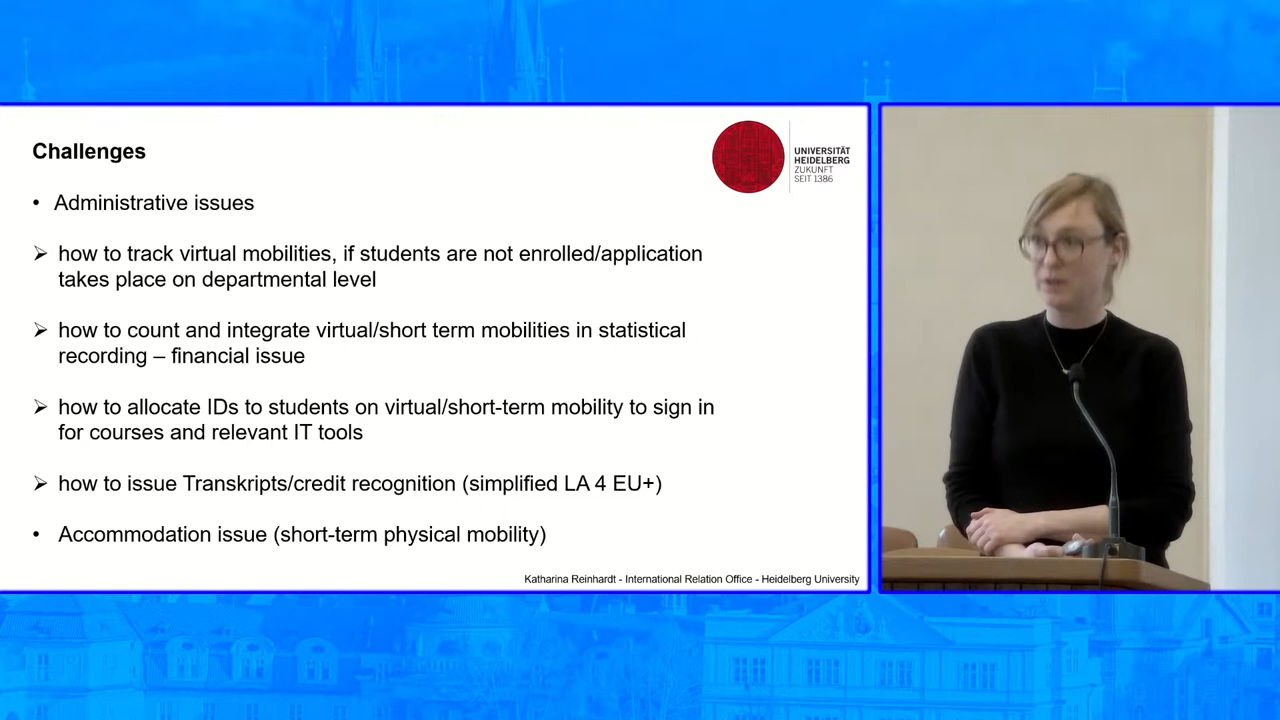 Challenges
UNIVERSITÄT
HEIDELBERG
ZUKUNFT
SEIT 1386
• Administrative issues
➢ how to track virtual mobilities, if students are not enrolled/application
takes place on departmental level
➢ how to count and integrate virtual/short term mobilities in statistical
recording – financial issue
➢ how to allocate IDs to students on virtual/short-term mobility to sign in
for courses and relevant IT tools
➢ how to issue Transkripts/credit recognition (simplified LA 4 EU+)
• Accommodation issue (short-term physical mobility)
Katharina Reinhardt - International Relation Office - Heidelberg University